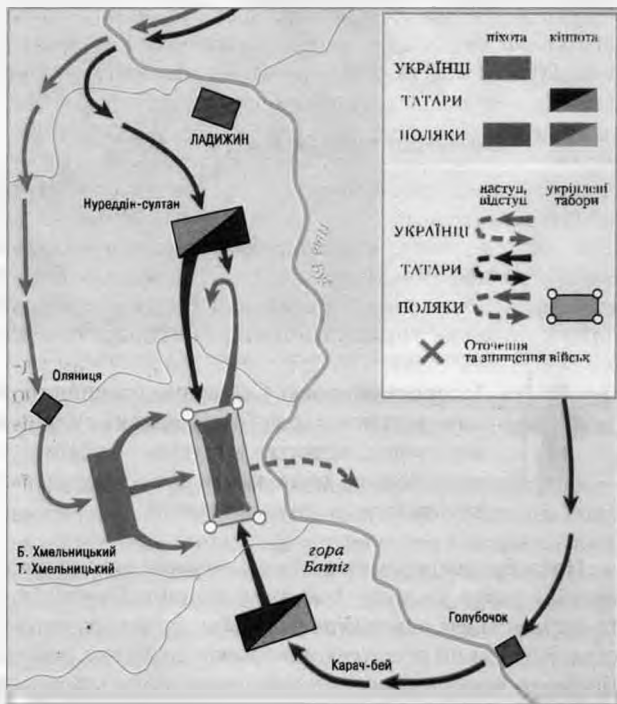 піхота кіннота
УКРАЇНЦІ
ТАТАРИ
ПОЛЯКИ
наступ, відступ
укріплені табори
УКРАЇНЦІ
ТАТАРИ
ПОЛЯКИ
Оточення
та знищення військ
ЛАДИЖИН
Нуреддін-султан
Оляниця
Б. Хмельницький
Т. Хмельницький
гора
Батіг
Голубочок
Карач-бей